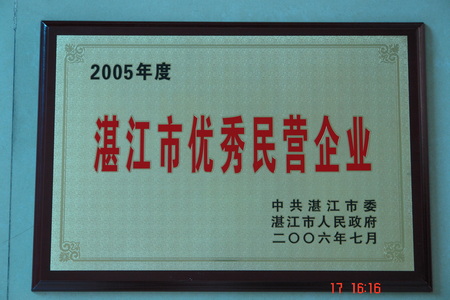 2005年度
湛江市优秀民营企业
中共湛江市委
湛江市人民政府
二〇〇六年七月
17 16:16